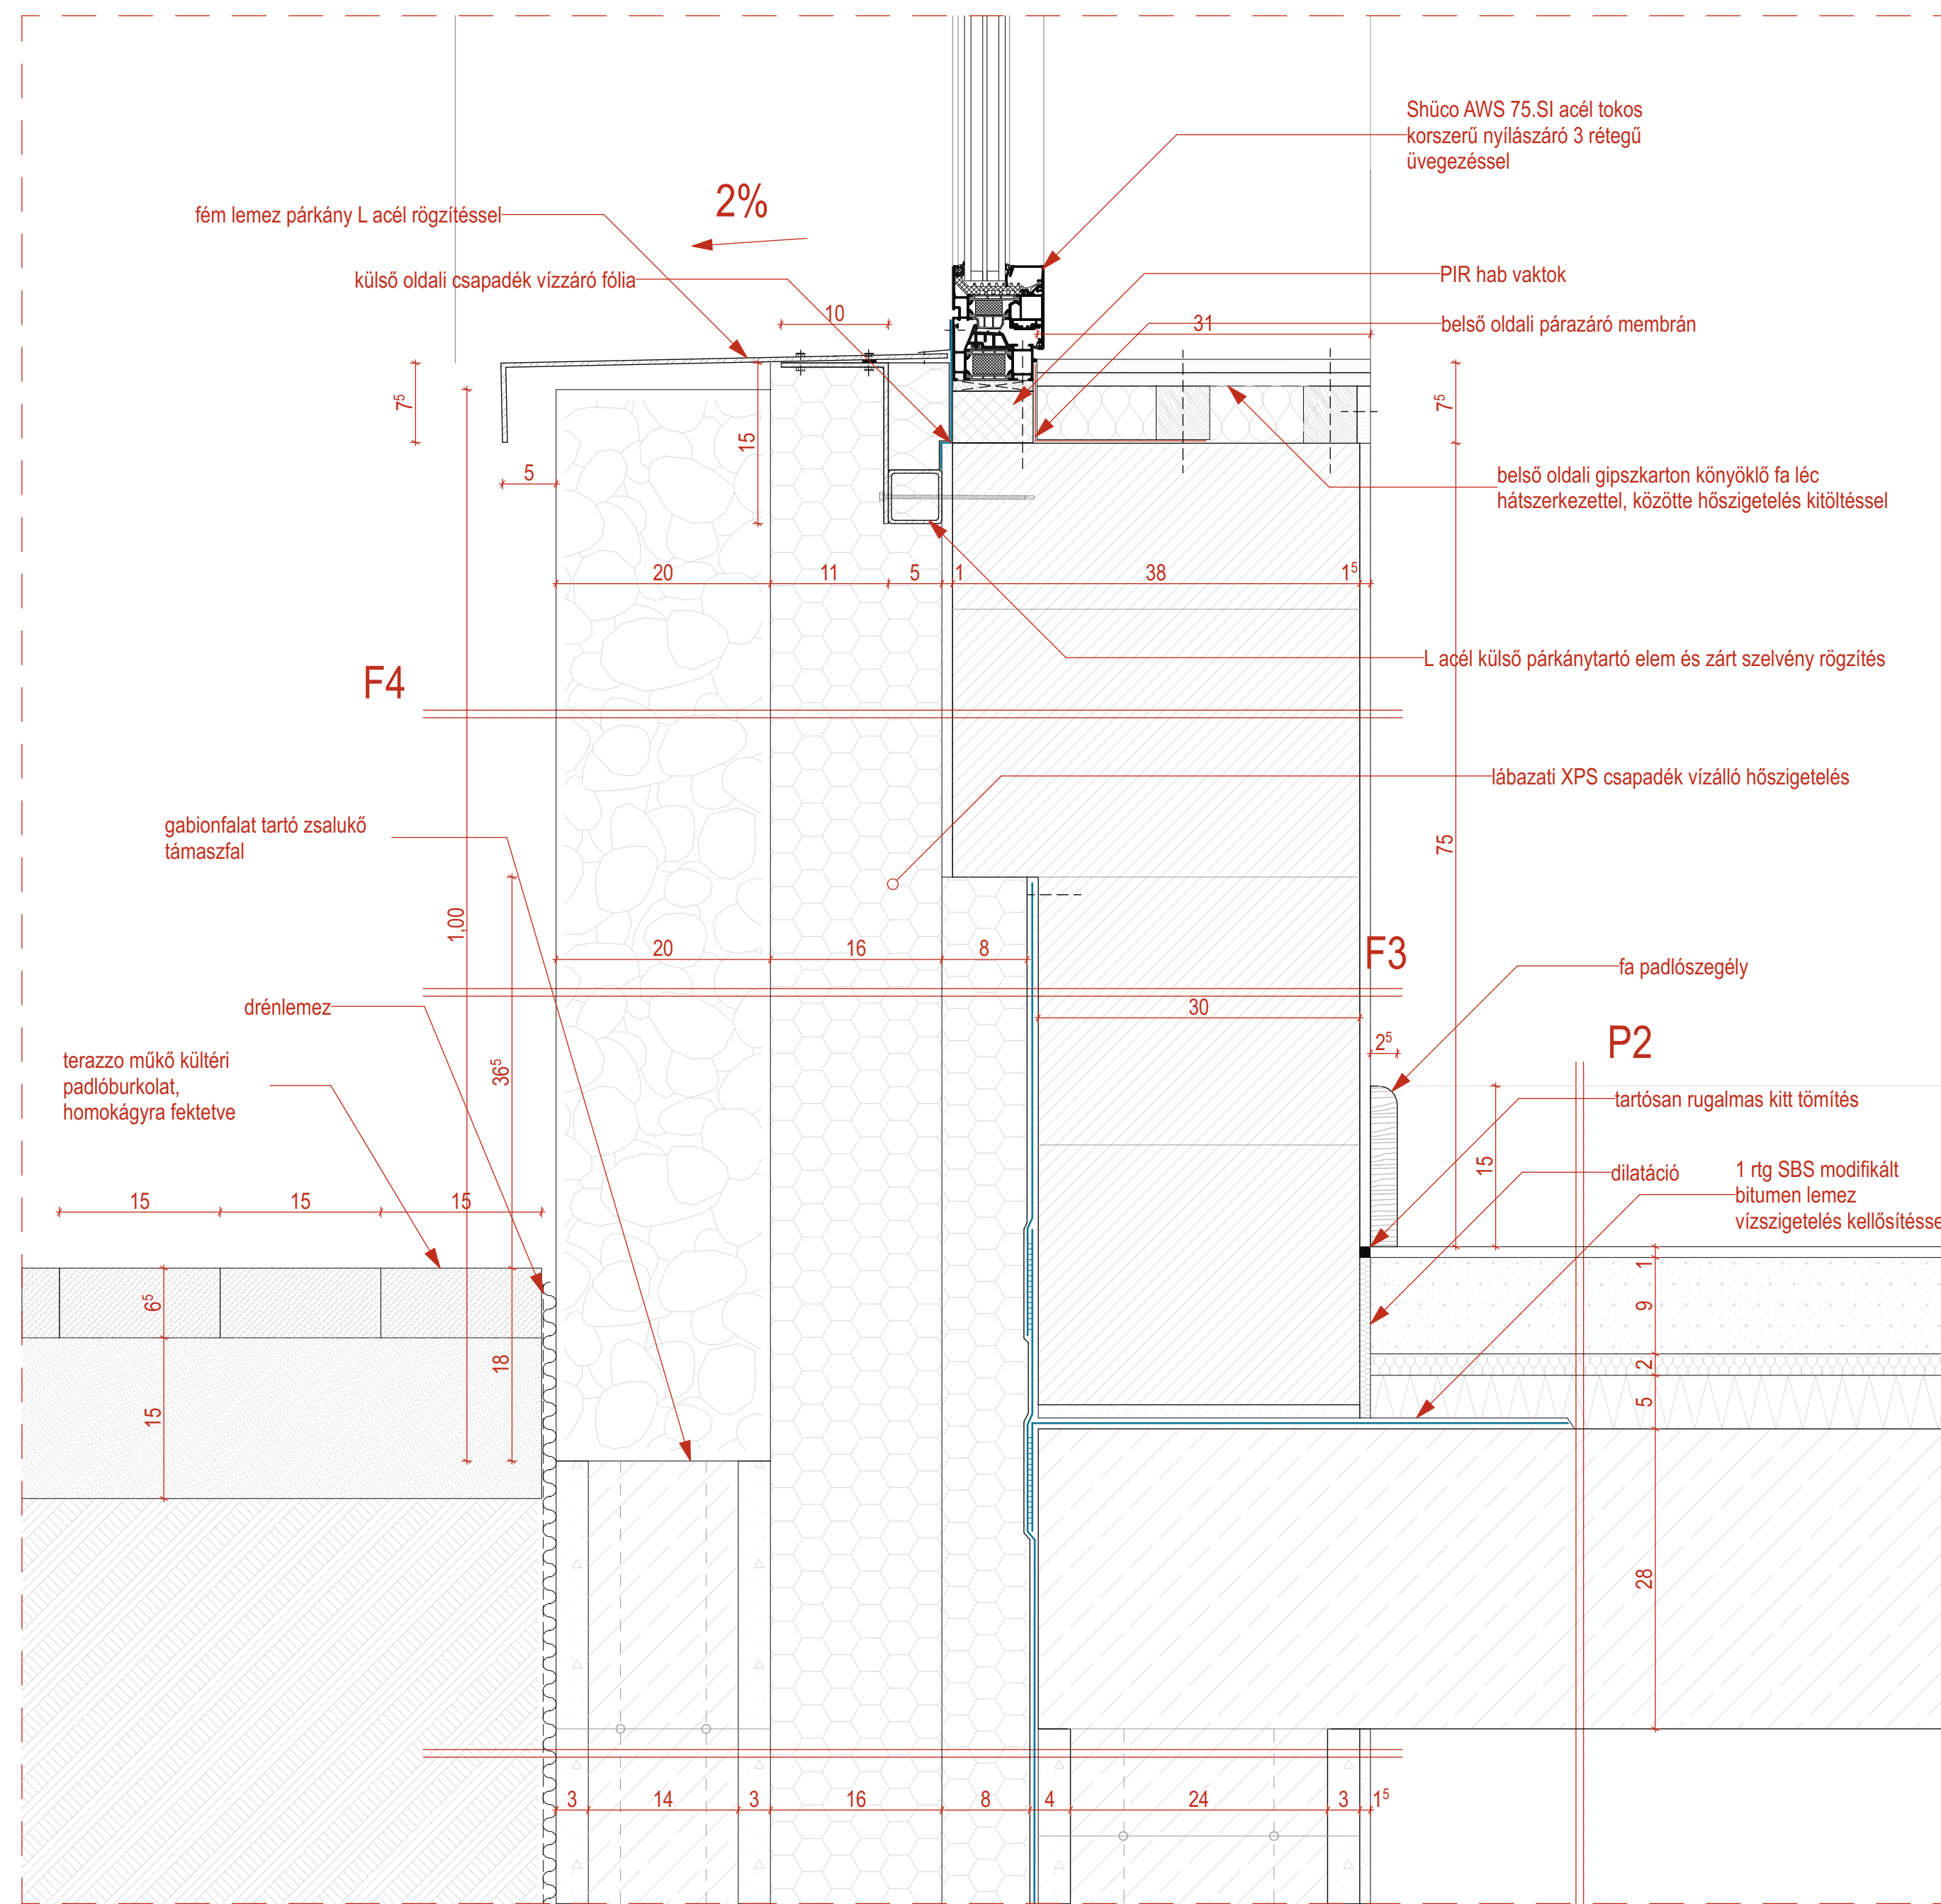 Shüco AWS 75.SI acél tokos
korszerű nyílászáró 3 rétegű
üvegezéssel
2%
fém lemez párkány L acél rögzítéssel
külső oldali csapadék vízzáró fólia
PIR hab vaktok
10
31
belső oldali párazáró membrán
7⁵
7⁵
15
5
belső oldali gipszkarton könyöklő fa léc
hátszerkezettel, közötte hőszigetelés kitöltéssel
20
11
5
1
38
1⁵
L acél külső párkánytartó elem és zárt szelvény rögzítés
F4
lábazati XPS csapadék vízálló hőszigetelés
gabionfalat tartó zsalukő
támaszfal
75
1,00
20
16
8
F3
fa padlószegély
drénlemez
30
2⁵
P2
terazzo műkő kültéri
padlóburkolat,
homokágyra fektetve
36⁵
tartósan rugalmas kitt tömítés
15
dilatáció
1 rtg SBS modifikált
bitumen lemez
vízszigetelés kellősítésse
15
15
15
1
6⁵
9
18
2
15
5
28
3
14
3
16
8
4
24
3
1⁵